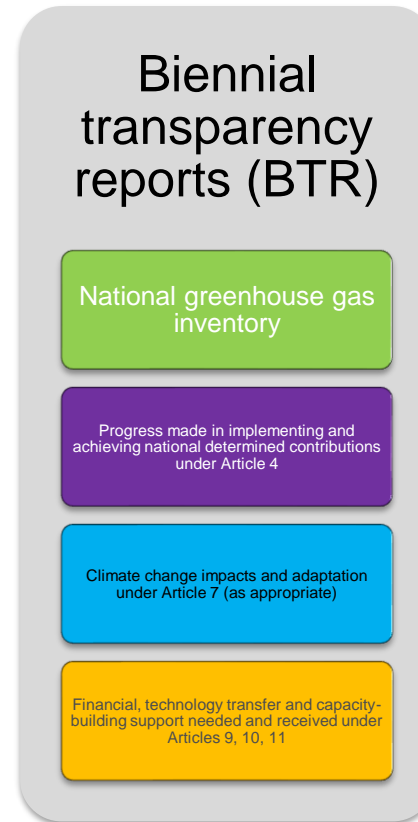 Biennial
transparency
reports (BTR)
National greenhouse gas
inventory
Progress made in implementing and
achieving national determined contributions
under Article 4
Climate change impacts and adaptation
under Article 7 (as appropriate)
Financial, technology transfer and capacity-
building support needed and received under
Articles 9, 10, 11